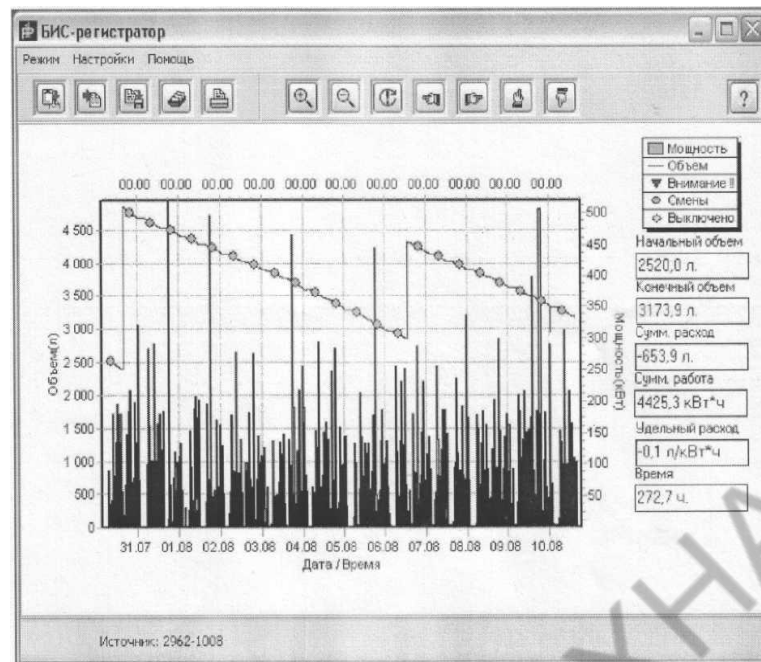 БИС-регистратор
Режим Настройки Помощь
?
00.00 00.00 00.00 00.00 00.00 00.00 00.00 00.00 00.00 00.00 00.00
Мощность
Объем
Внимание !!
Смены
Выключено
4 500
4 000
3 500
3 000
2 500
2 000
1 500
1 000
500
0
Объем(л)
500
450
400
350
300
250
200
150
100
50
Мощность(кВт)
31.07 01.08 02.08 03.08 04.08 05.08 06.08 07.08 08.08 09.08 10.08
Дата / Время
Начальный объем
2520,0 л.
Конечный объем
3173,9 л.
Сумм. расход
-653,9 л.
Сумм. работа
4425,3 кВт*ч
Удельный расход
-0,1 л/кВт*ч
Время
272,7 ч.
Источник: 2962-1008